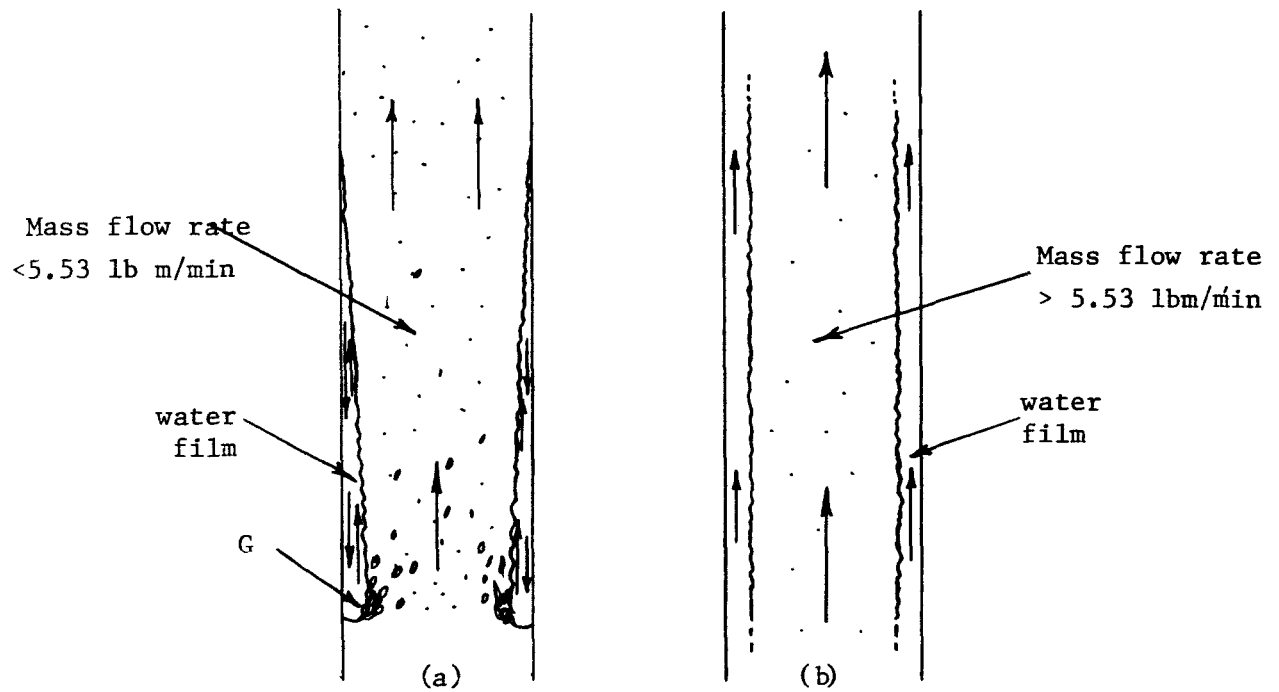 Mass flow rate
<5.53 lb m/min
water
film
G
(a)
Mass flow rate
> 5.53 lbm/min
water
film
(b)